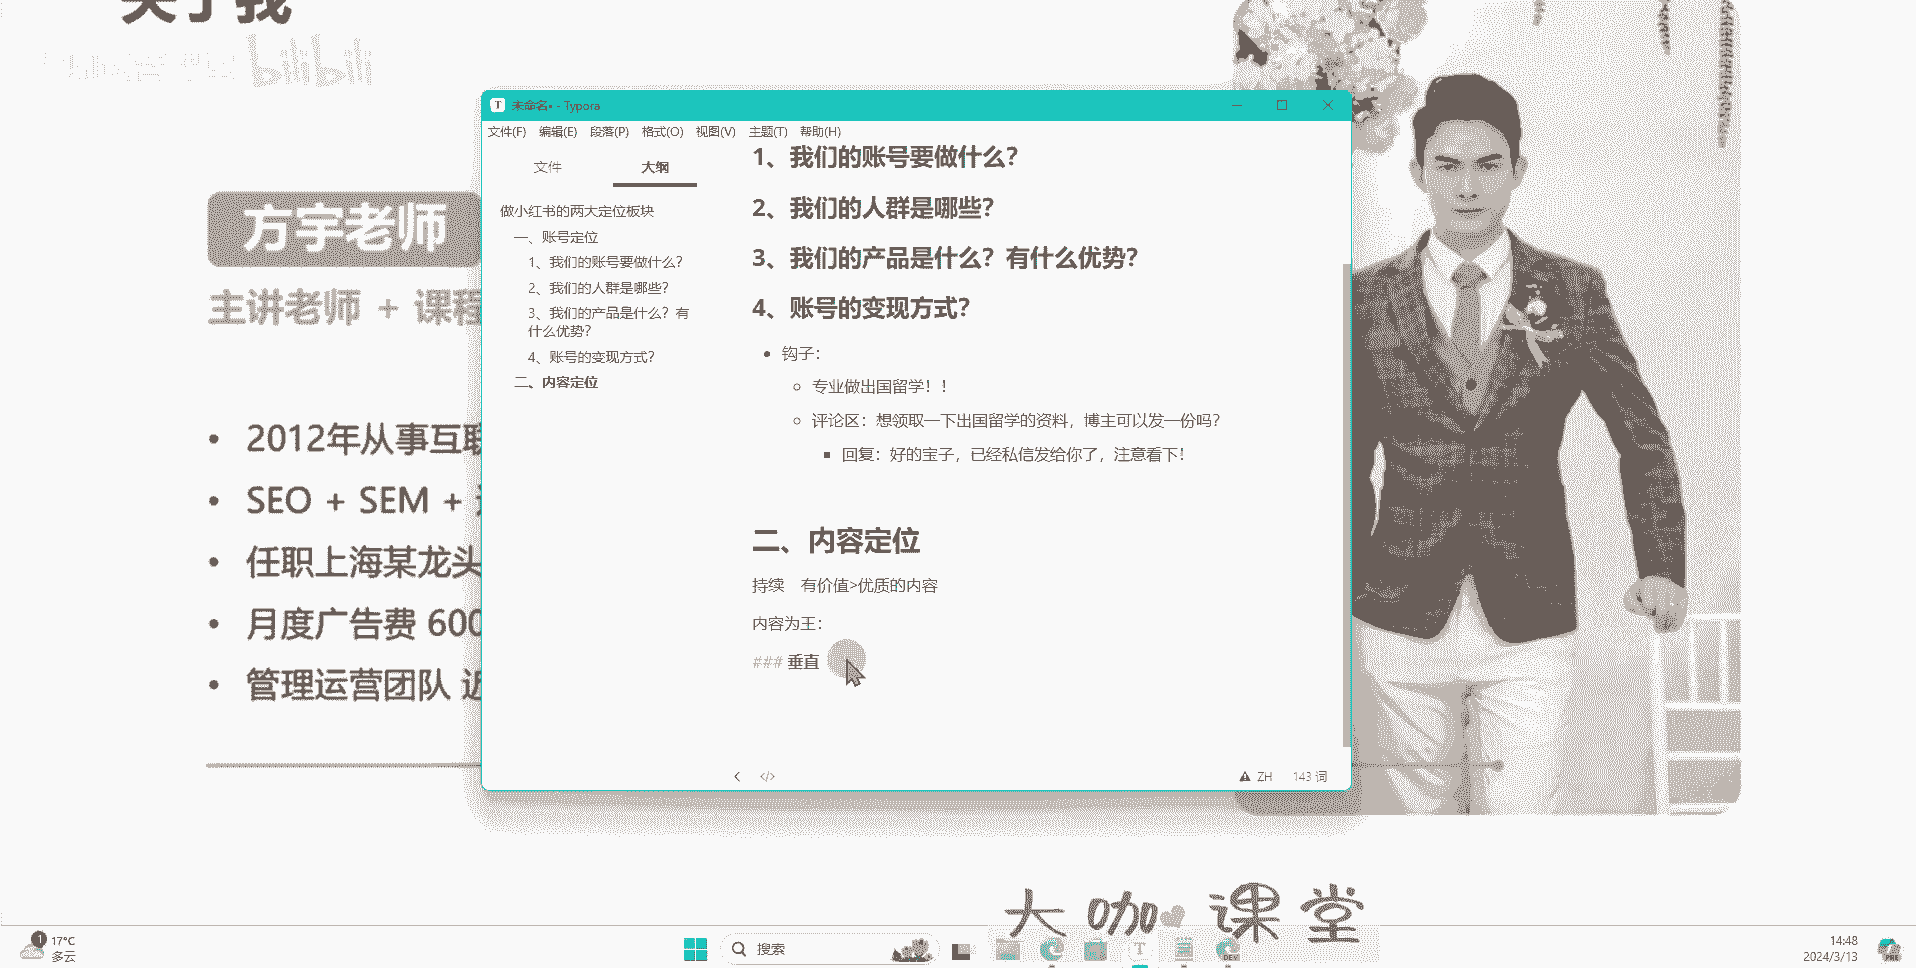 关于我
bilibili
方宇老师
主讲老师 + 课程
2012年从事互联
SEO + SEM +
任职上海某龙头
月度广告费 600
管理运营团队 近
未命名• - Typora
文件(F) 编辑(E) 段落(P) 格式(O) 视图(V) 主题(T) 帮助(H)
文件 大纲
做小红书的两大定位板块
一、账号定位
1、我们的账号要做什么？
2、我们的人群是哪些？
3、我们的产品是什么？有
什么优势？
4、账号的变现方式？
二、内容定位
1、我们的账号要做什么？
2、我们的人群是哪些？
3、我们的产品是什么？有什么优势？
4、账号的变现方式？
钩子：
专业做出国留学！！
评论区：想领取一下出国留学的资料，博主可以发一份吗？
回复：好的宝子，已经私信发给你了，注意看下！
二、内容定位
持续 有价值>优质的内容
内容为王：
### 垂直
</> ZH 143 词
大咖课堂
1 17°C
多云
搜索
T
DEV
14:48
2024/3/13
PRE